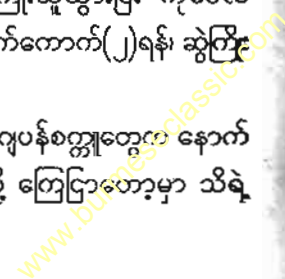 က်ကောက်(၂)ရန်၊ ဆွဲကြိုး
ဂျပန်စက္ကူတွေက နောက်
ကြေငြာတော့မှာ သိရဲ့
www.burmeseclassic.com